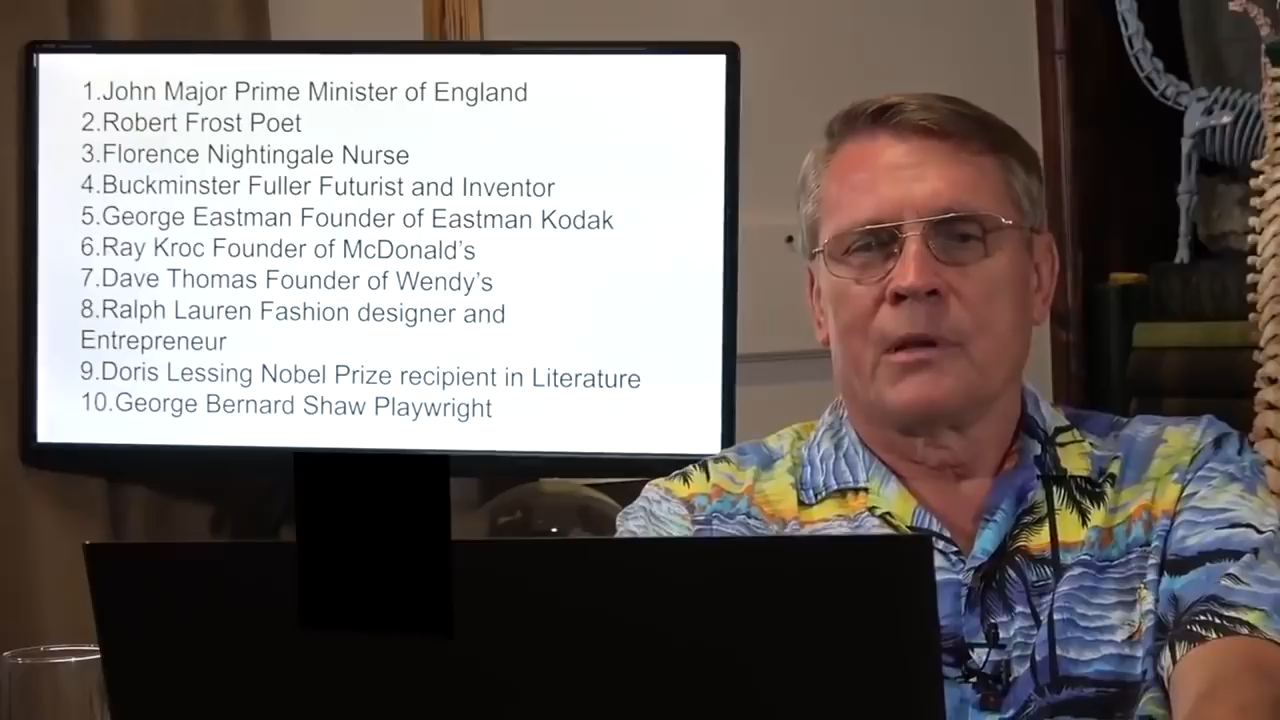 1.John Major Prime Minister of England
2.Robert Frost Poet
3.Florence Nightingale Nurse
4.Buckminster Fuller Futurist and Inventor
5.George Eastman Founder of Eastman Kodak
6.Ray Kroc Founder of McDonald’s
7.Dave Thomas Founder of Wendy’s
8.Ralph Lauren Fashion designer and
Entrepreneur
9.Doris Lessing Nobel Prize recipient in Literature
10.George Bernard Shaw Playwright